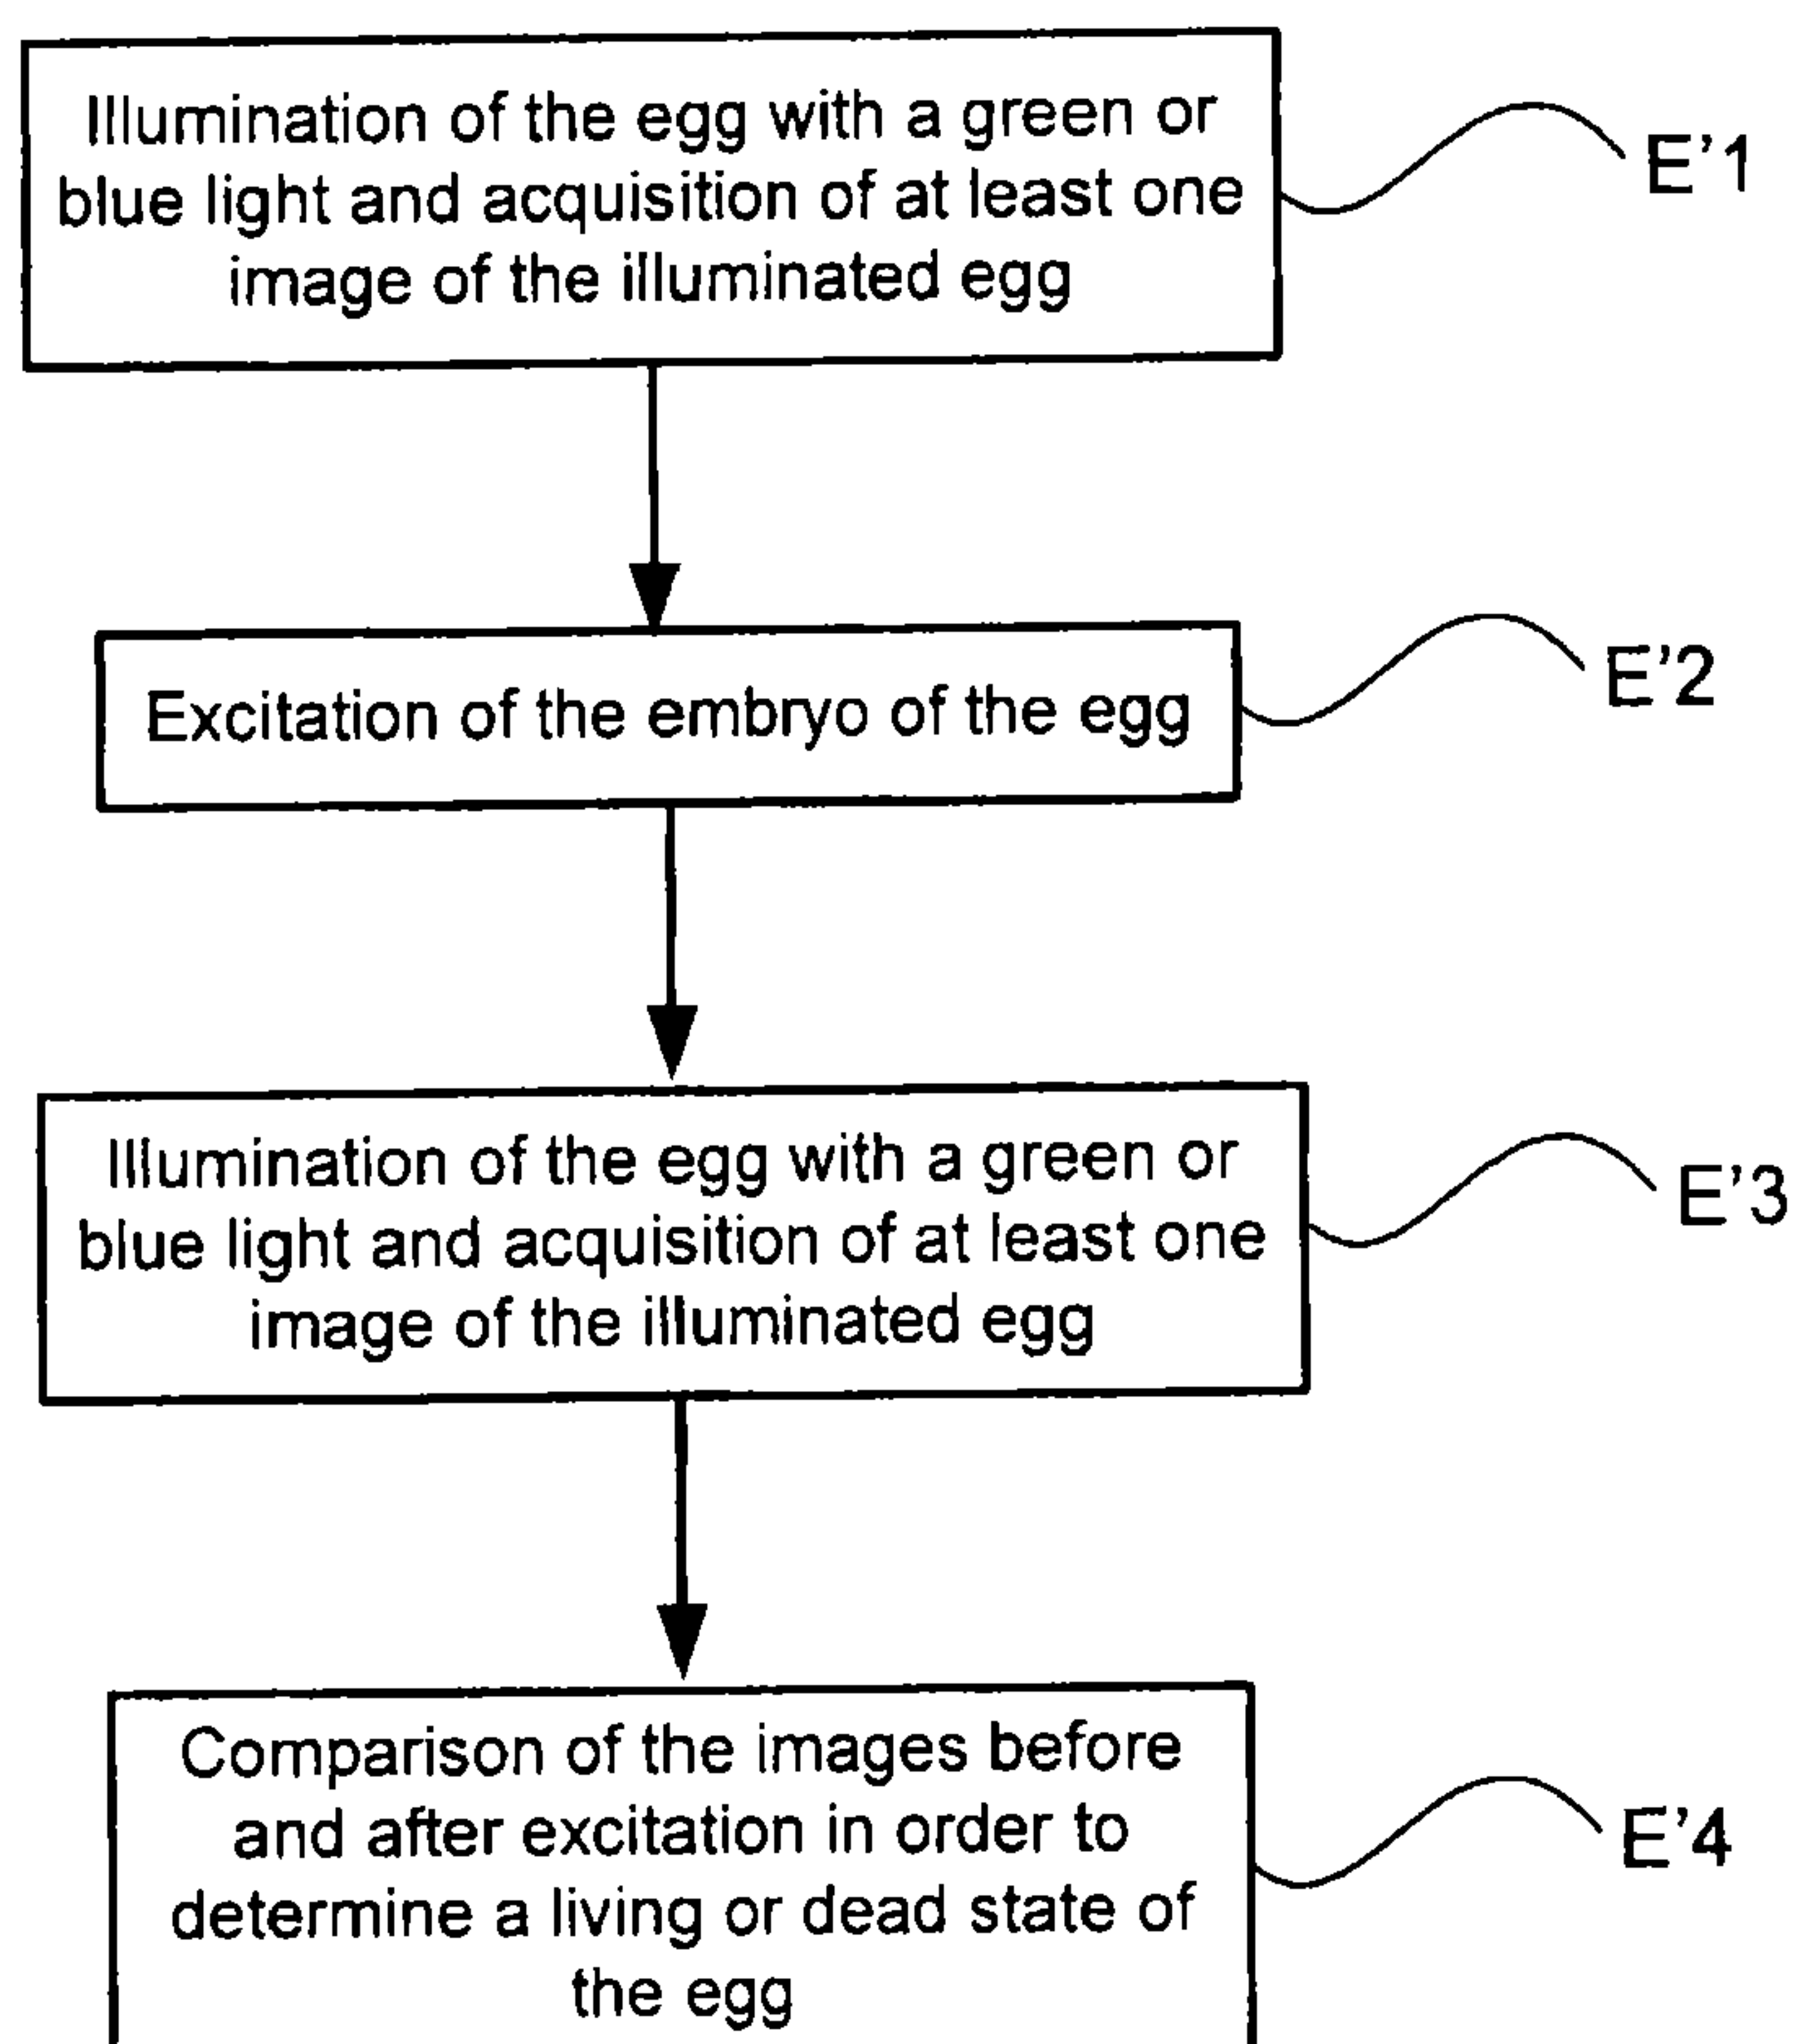 Illumination of the egg with a green or
blue light and acquisition of at least one
image of the illuminated egg
E'1
Excitation of the embryo of the egg
E'2
Illumination of the egg with a green or
blue light and acquisition of at least one
image of the illuminated egg
E'3
Comparison of the images before
and after excitation in order to
determine a living or dead state of
the egg
E'4